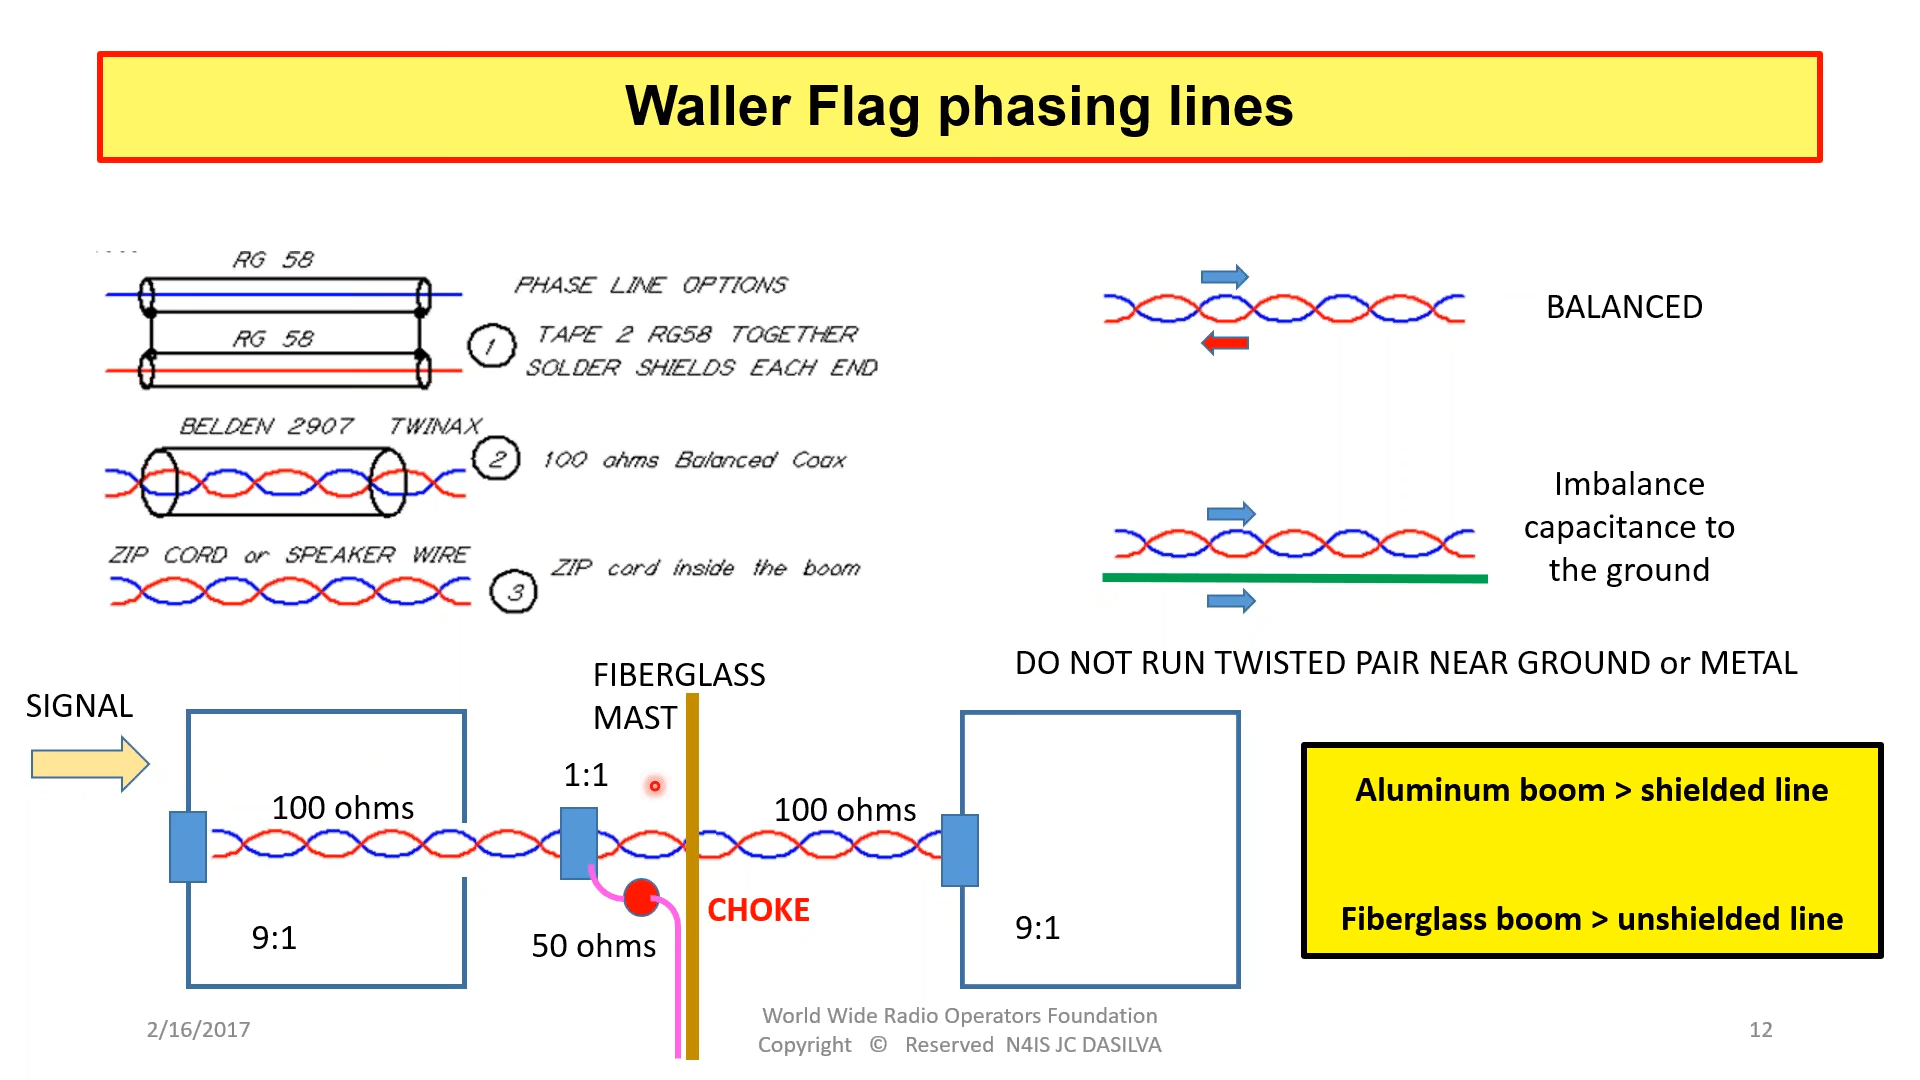 Waller Flag phasing lines
RG 58
PHASE LINE OPTIONS
RG 58
1
TAPE 2 RG58 TOGETHER
SOLDER SHIELDS EACH END
BELDEN 2907 TWINAX
2
100 ohms Balanced Coax
ZIP CORD or SPEAKER WIRE
3
ZIP cord inside the boom
BALANCED
Imbalance
capacitance to
the ground
DO NOT RUN TWISTED PAIR NEAR GROUND or METAL
SIGNAL
FIBERGLASS
MAST
1:1
100 ohms
100 ohms
CHOKE
9:1
50 ohms
9:1
Aluminum boom > shielded line
Fiberglass boom > unshielded line
2/16/2017
World Wide Radio Operators Foundation
Copyright © Reserved N4IS JC DASILVA
12